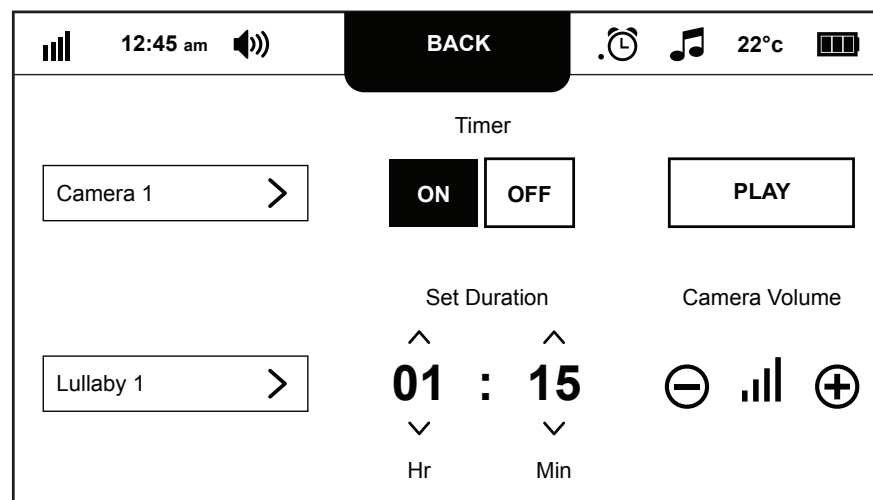 12:45 am BACK 22°c
Timer
Camera 1 ON OFF PLAY
Set Duration Camera Volume
Lullaby 1 01 : 15
Hr Min